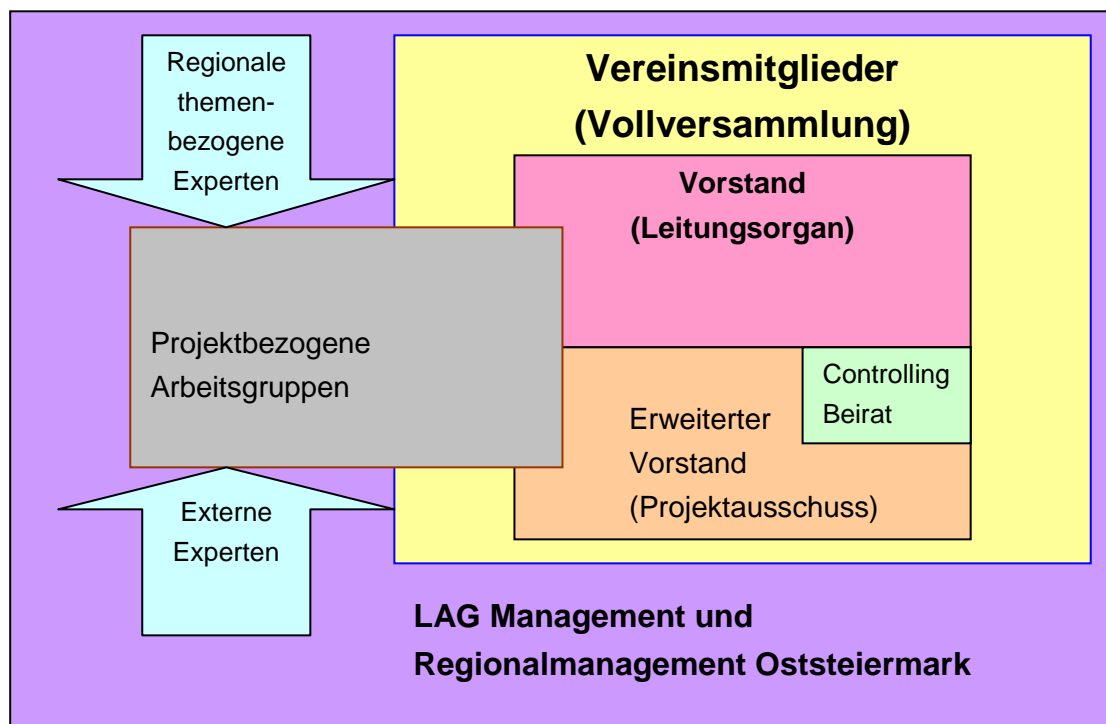 Regionale
themen-
bezogene
Experten
Vereinsmitglieder
(Vollversammlung)
Vorstand
(Leitungsorgan)
Projektbezogene
Arbeitsgruppen
Controlling
Beirat
Erweiterter
Vorstand
(Projektausschuss)
Externe
Experten
LAG Management und
Regionalmanagement Oststeiermark